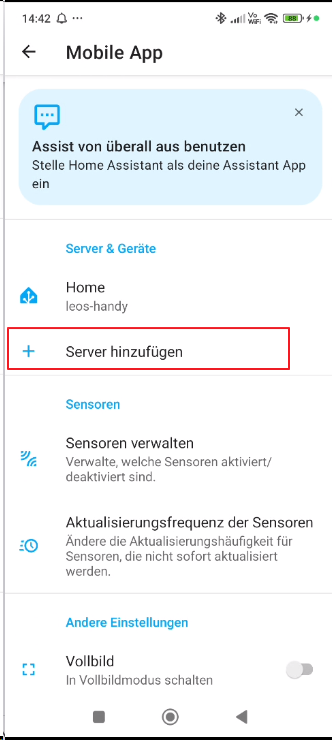 14:42
Vo
WiFi
88
Mobile App
Assist von überall aus benutzen
Stelle Home Assistant als deine Assistant App
ein
Server & Geräte
Home
leos-handy
Server hinzufügen
Sensoren
Sensoren verwalten
Verwalte, welche Sensoren aktiviert/
deaktiviert sind.
Aktualisierungsfrequenz der Sensoren
Ändere die Aktualisierungshäufigkeit für
Sensoren, die nicht sofort aktualisiert
werden.
Andere Einstellungen
Vollbild
In Vollbildmodus schalten